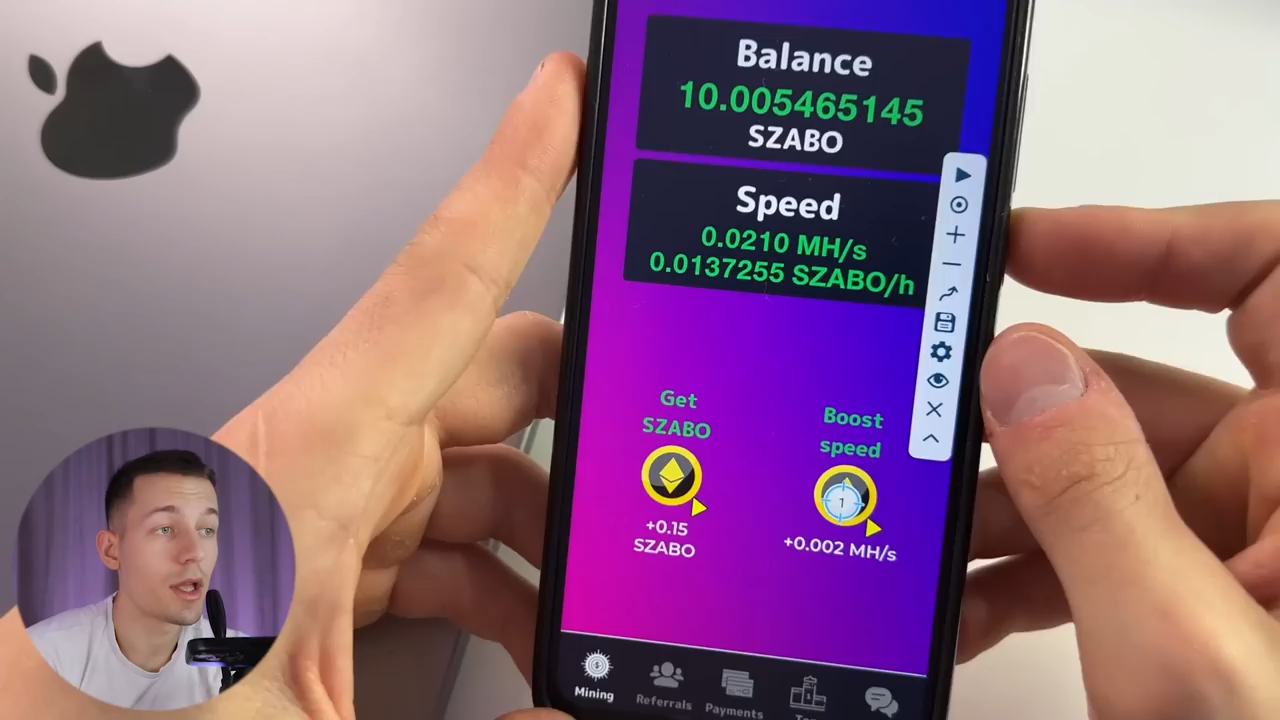 Balance
10.005465145
SZABO
Speed
0.0210 MH/s
0.0137255 SZABO/h
Get
SZABO
+0.15
SZABO
Boost
speed
1
+0.002 MH/s
Mining
Referrals
Payments